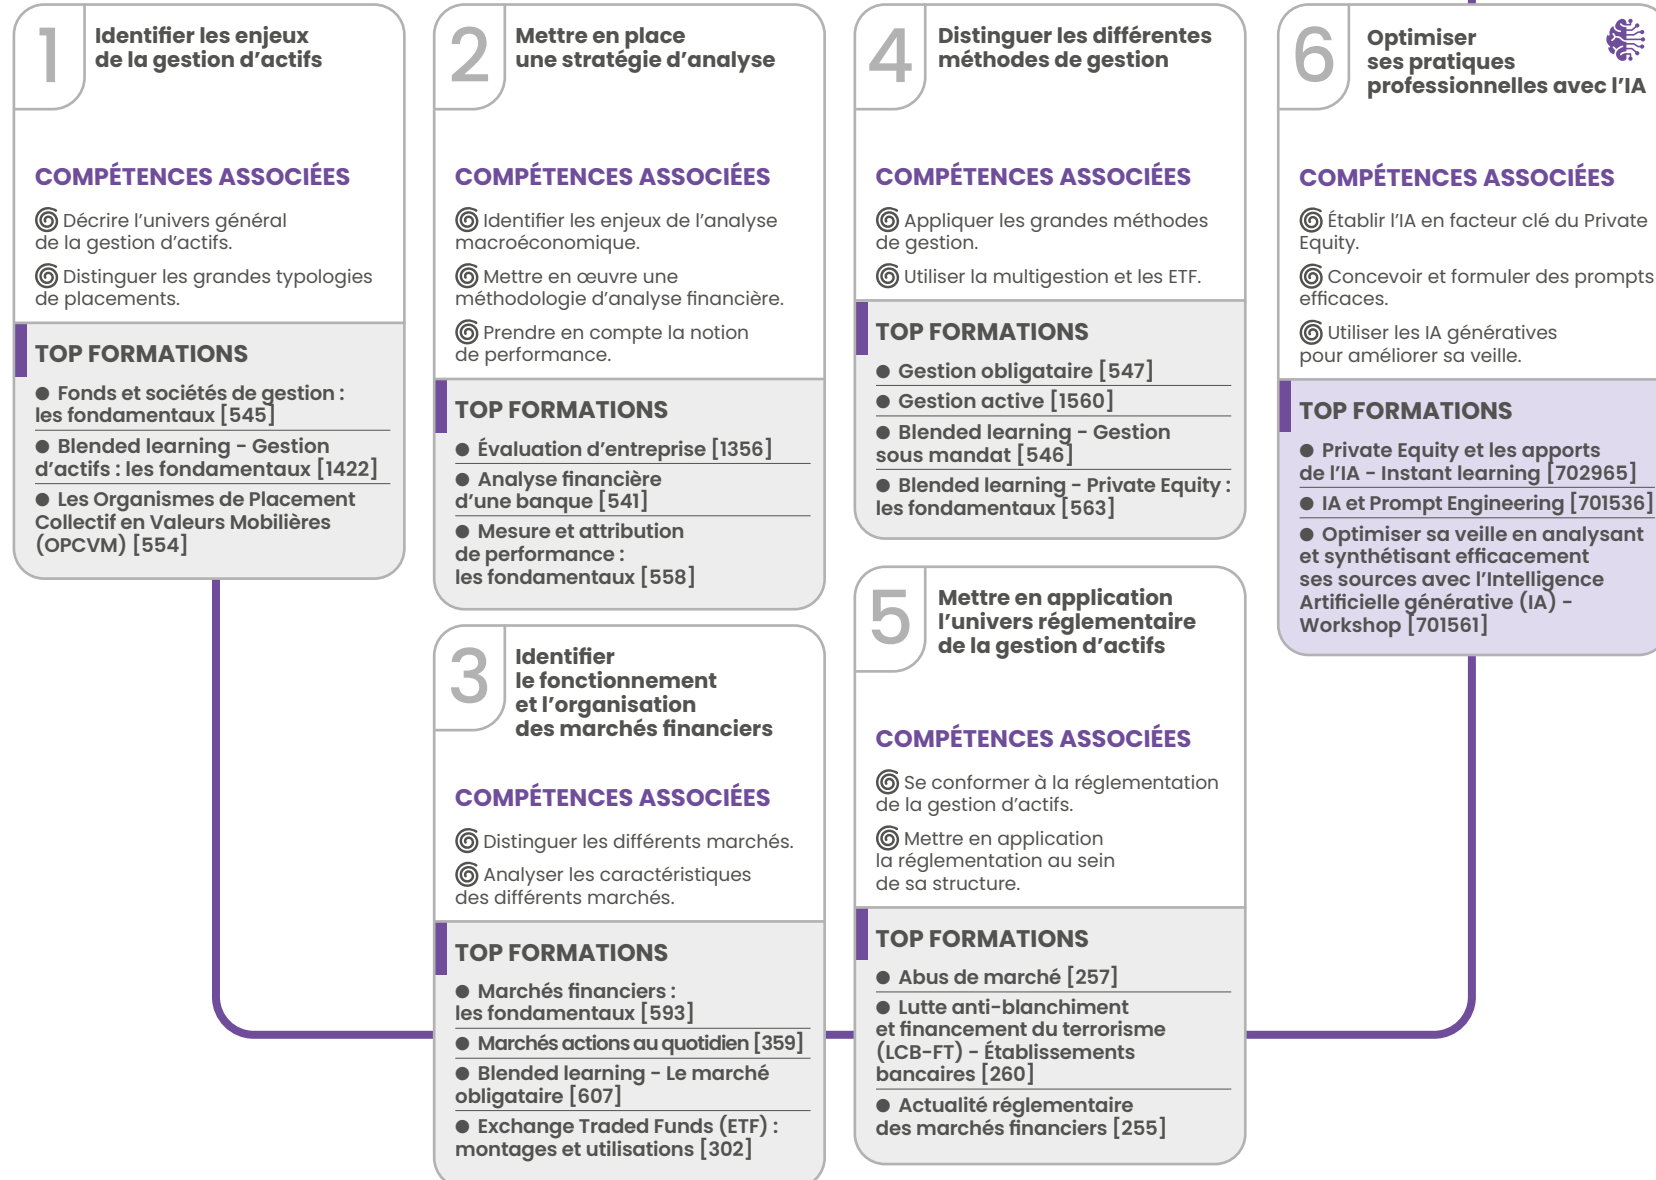 1
Identifier les enjeux
de la gestion d'actifs
COMPÉTENCES ASSOCIÉES
Décrire l'univers général
de la gestion d'actifs.
Distinguer les grandes typologies
de placements.
TOP FORMATIONS
● Fonds et sociétés de gestion :
les fondamentaux [545]
● Blended learning - Gestion
d'actifs : les fondamentaux [1422]
● Les Organismes de Placement
Collectif en Valeurs Mobilières
(OPCVM) [554]
2
Mettre en place
une stratégie d'analyse
COMPÉTENCES ASSOCIÉES
Identifier les enjeux de l'analyse
macroéconomique.
Mettre en œuvre une
méthodologie d'analyse financière.
Prendre en compte la notion
de performance.
TOP FORMATIONS
● Évaluation d'entreprise [1356]
● Analyse financière
d'une banque [541]
● Mesure et attribution
de performance :
les fondamentaux [558]
3
Identifier
le fonctionnement
et l'organisation
des marchés financiers
COMPÉTENCES ASSOCIÉES
Distinguer les différents marchés.
Analyser les caractéristiques
des différents marchés.
TOP FORMATIONS
● Marchés financiers :
les fondamentaux [593]
● Marchés actions au quotidien [359]
● Blended learning - Le marché
obligataire [607]
● Exchange Traded Funds (ETF) :
montages et utilisations [302]
4
Distinguer les différentes
méthodes de gestion
COMPÉTENCES ASSOCIÉES
Appliquer les grandes méthodes
de gestion.
Utiliser la multigestion et les ETF.
TOP FORMATIONS
● Gestion obligataire [547]
● Gestion active [1560]
● Blended learning - Gestion
sous mandat [546]
● Blended learning - Private Equity :
les fondamentaux [563]
5
Mettre en application
l'univers réglementaire
de la gestion d'actifs
COMPÉTENCES ASSOCIÉES
Se conformer à la réglementation
de la gestion d'actifs.
Mettre en application
la réglementation au sein
de sa structure.
TOP FORMATIONS
● Abus de marché [257]
● Lutte anti-blanchiment
et financement du terrorisme
(LCB-FT) - Établissements
bancaires [260]
● Actualité réglementaire
des marchés financiers [255]
6
Optimiser
ses pratiques
professionnelles avec l'IA
COMPÉTENCES ASSOCIÉES
Établir l'IA en facteur clé du Private
Equity.
Concevoir et formuler des prompts
efficaces.
Utiliser les IA génératives
pour améliorer sa veille.
TOP FORMATIONS
● Private Equity et les apports
de l'IA - Instant learning [702965]
● IA et Prompt Engineering [701536]
● Optimiser sa veille en analysant
et synthétisant efficacement
ses sources avec l'Intelligence
Artificielle générative (IA) -
Workshop [701561]